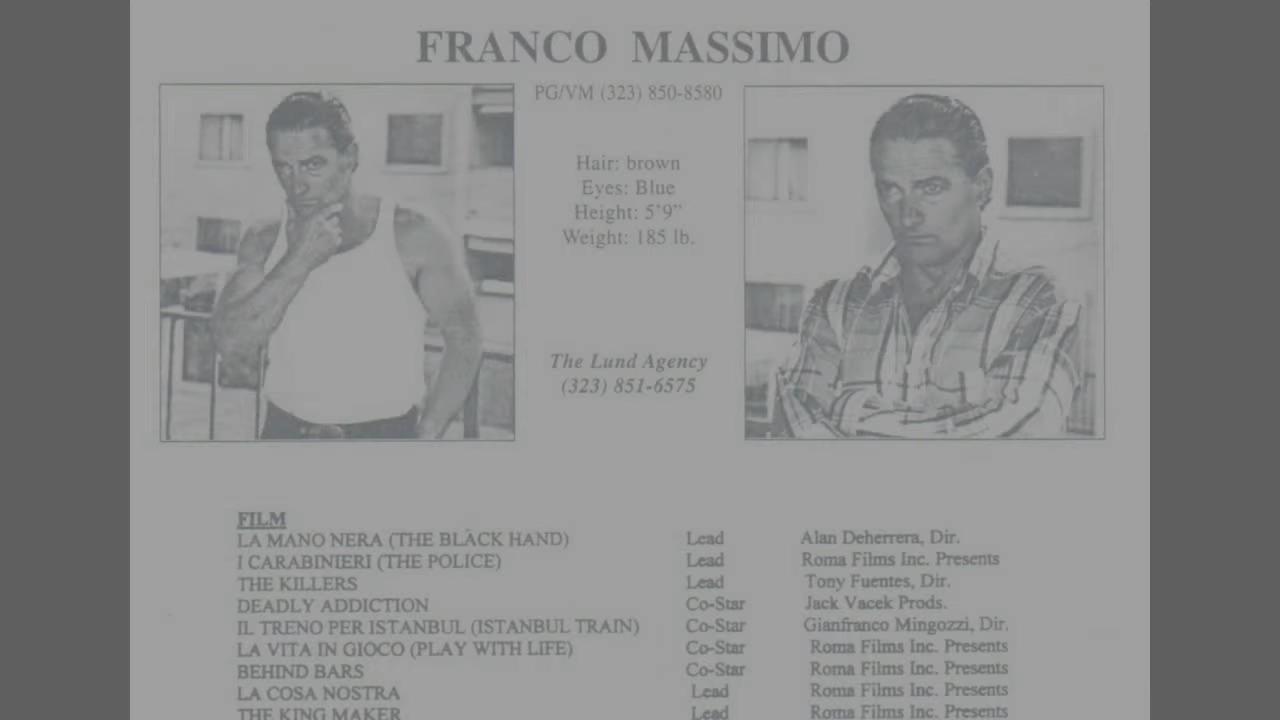 FRANCO MASSIMO
PG/VM (323) 850-8580
Hair: brown
Eyes: Blue
Height: 5'9"
Weight: 185 lb.
The Lund Agency
(323) 851-6575
FILM
LA MANO NERA (THE BLACK HAND) Lead Alan Deherrera, Dir.
I CARABINIERI (THE POLICE) Lead Roma Films Inc. Presents
THE KILLERS Lead Tony Fuentes, Dir.
DEADLY ADDICTION Co-Star Jack Vacek Prods.
IL TRENO PER ISTANBUL (ISTANBUL TRAIN) Co-Star Gianfranco Mingozzi, Dir.
LA VITA IN GIOCO (PLAY WITH LIFE) Co-Star Roma Films Inc. Presents
BEHIND BARS Co-Star Roma Films Inc. Presents
LA COSA NOSTRA Lead Roma Films Inc. Presents
THE KING MAKER Lead Roma Films Inc. Presents